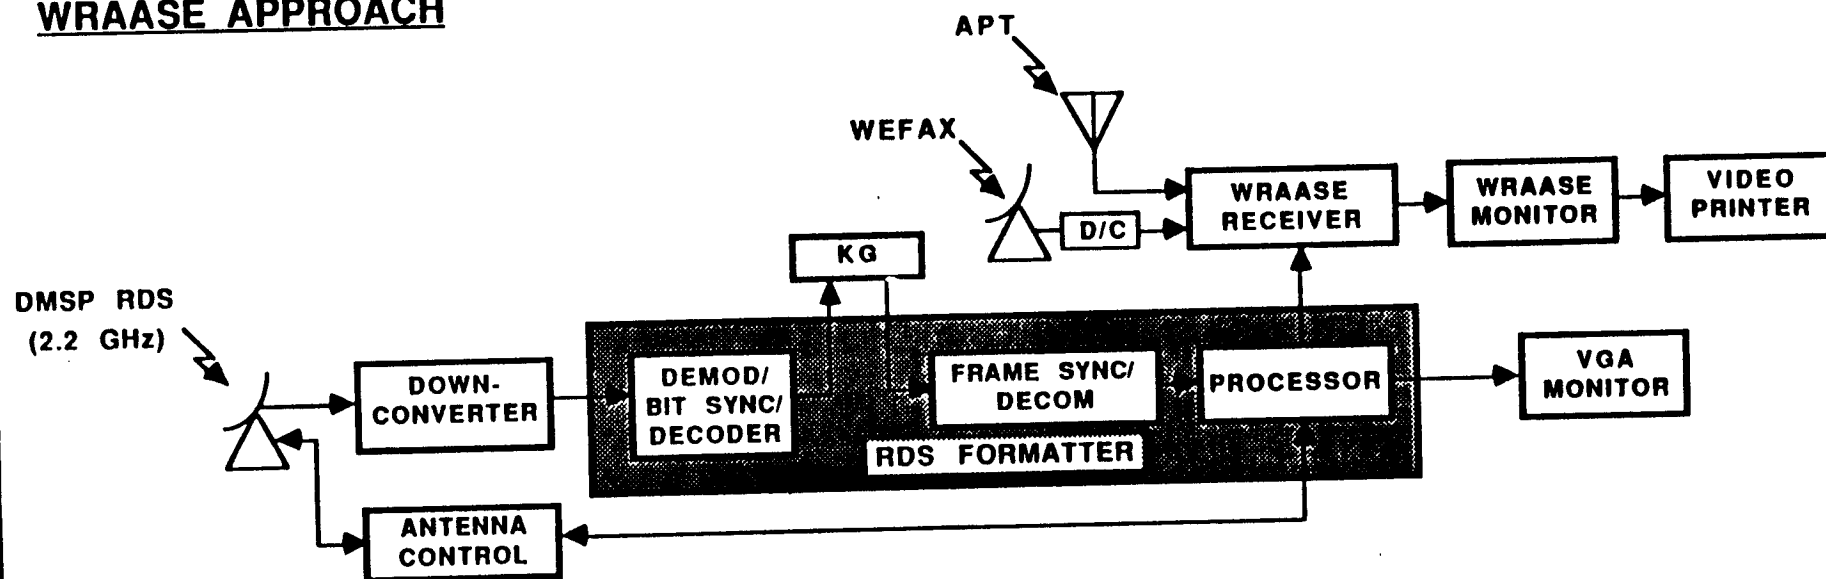 WRAASE APPROACH
APT
WEFAX
WRAASE
RECEIVER
WRAASE
MONITOR
VIDEO
PRINTER
D/C
KG
DMSP RDS
(2.2 GHz)
DOWN-
CONVERTER
DEMOD/
BIT SYNC/
DECODER
FRAME SYNC/
DECOM
PROCESSOR
VGA
MONITOR
RDS FORMATTER
ANTENNA
CONTROL